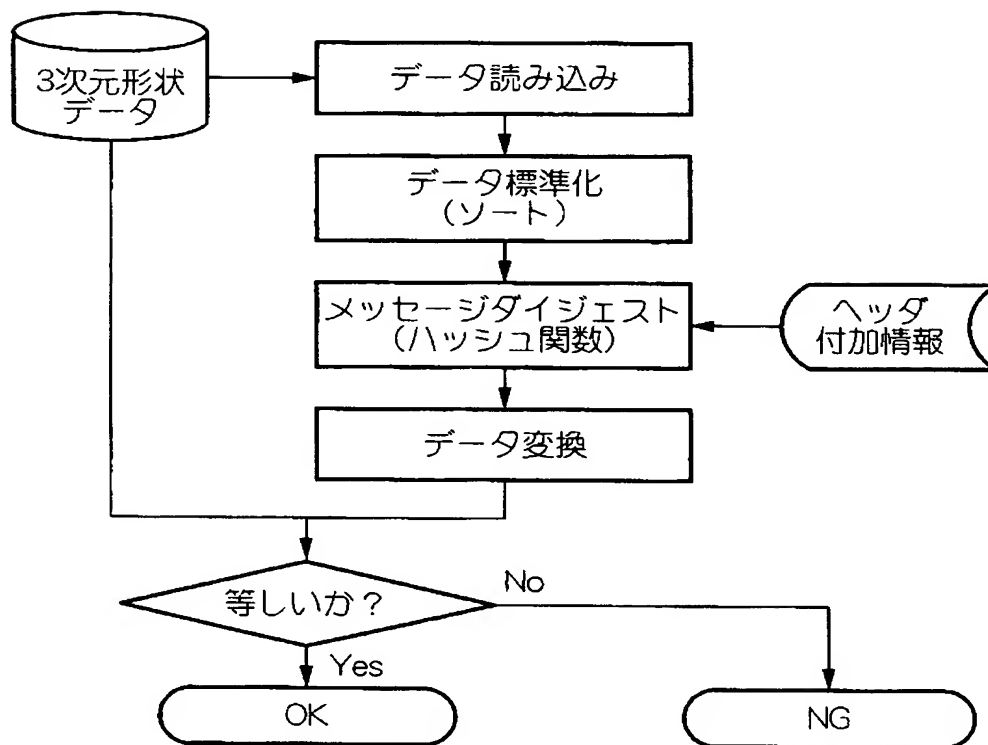 3次元形状
データ
データ読み込み
データ標準化
(ソート)
メッセージダイジェスト
(ハッシュ関数)
ヘッダ
付加情報
データ変換
等しいか?
No
Yes
OK
NG